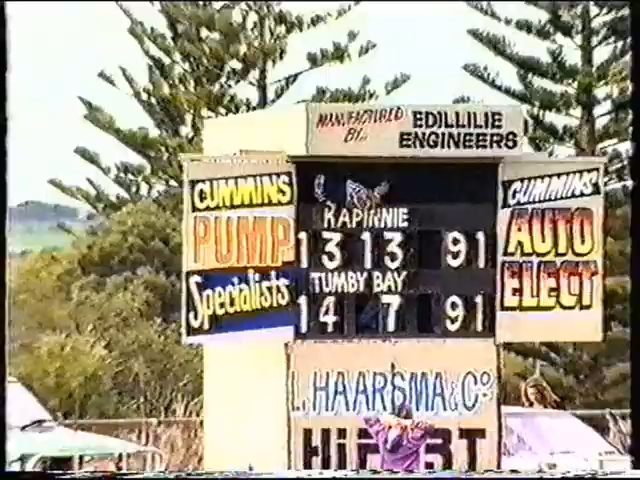 MANUFACTURED BY... EDILLILIE ENGINEERS
CUMMINS
PUMP
Specialists
KAPINNIE
13 13 91
TUMBY BAY
14 7 91
CUMMINS
AUTO
ELECT
L. HAARSMA & Co